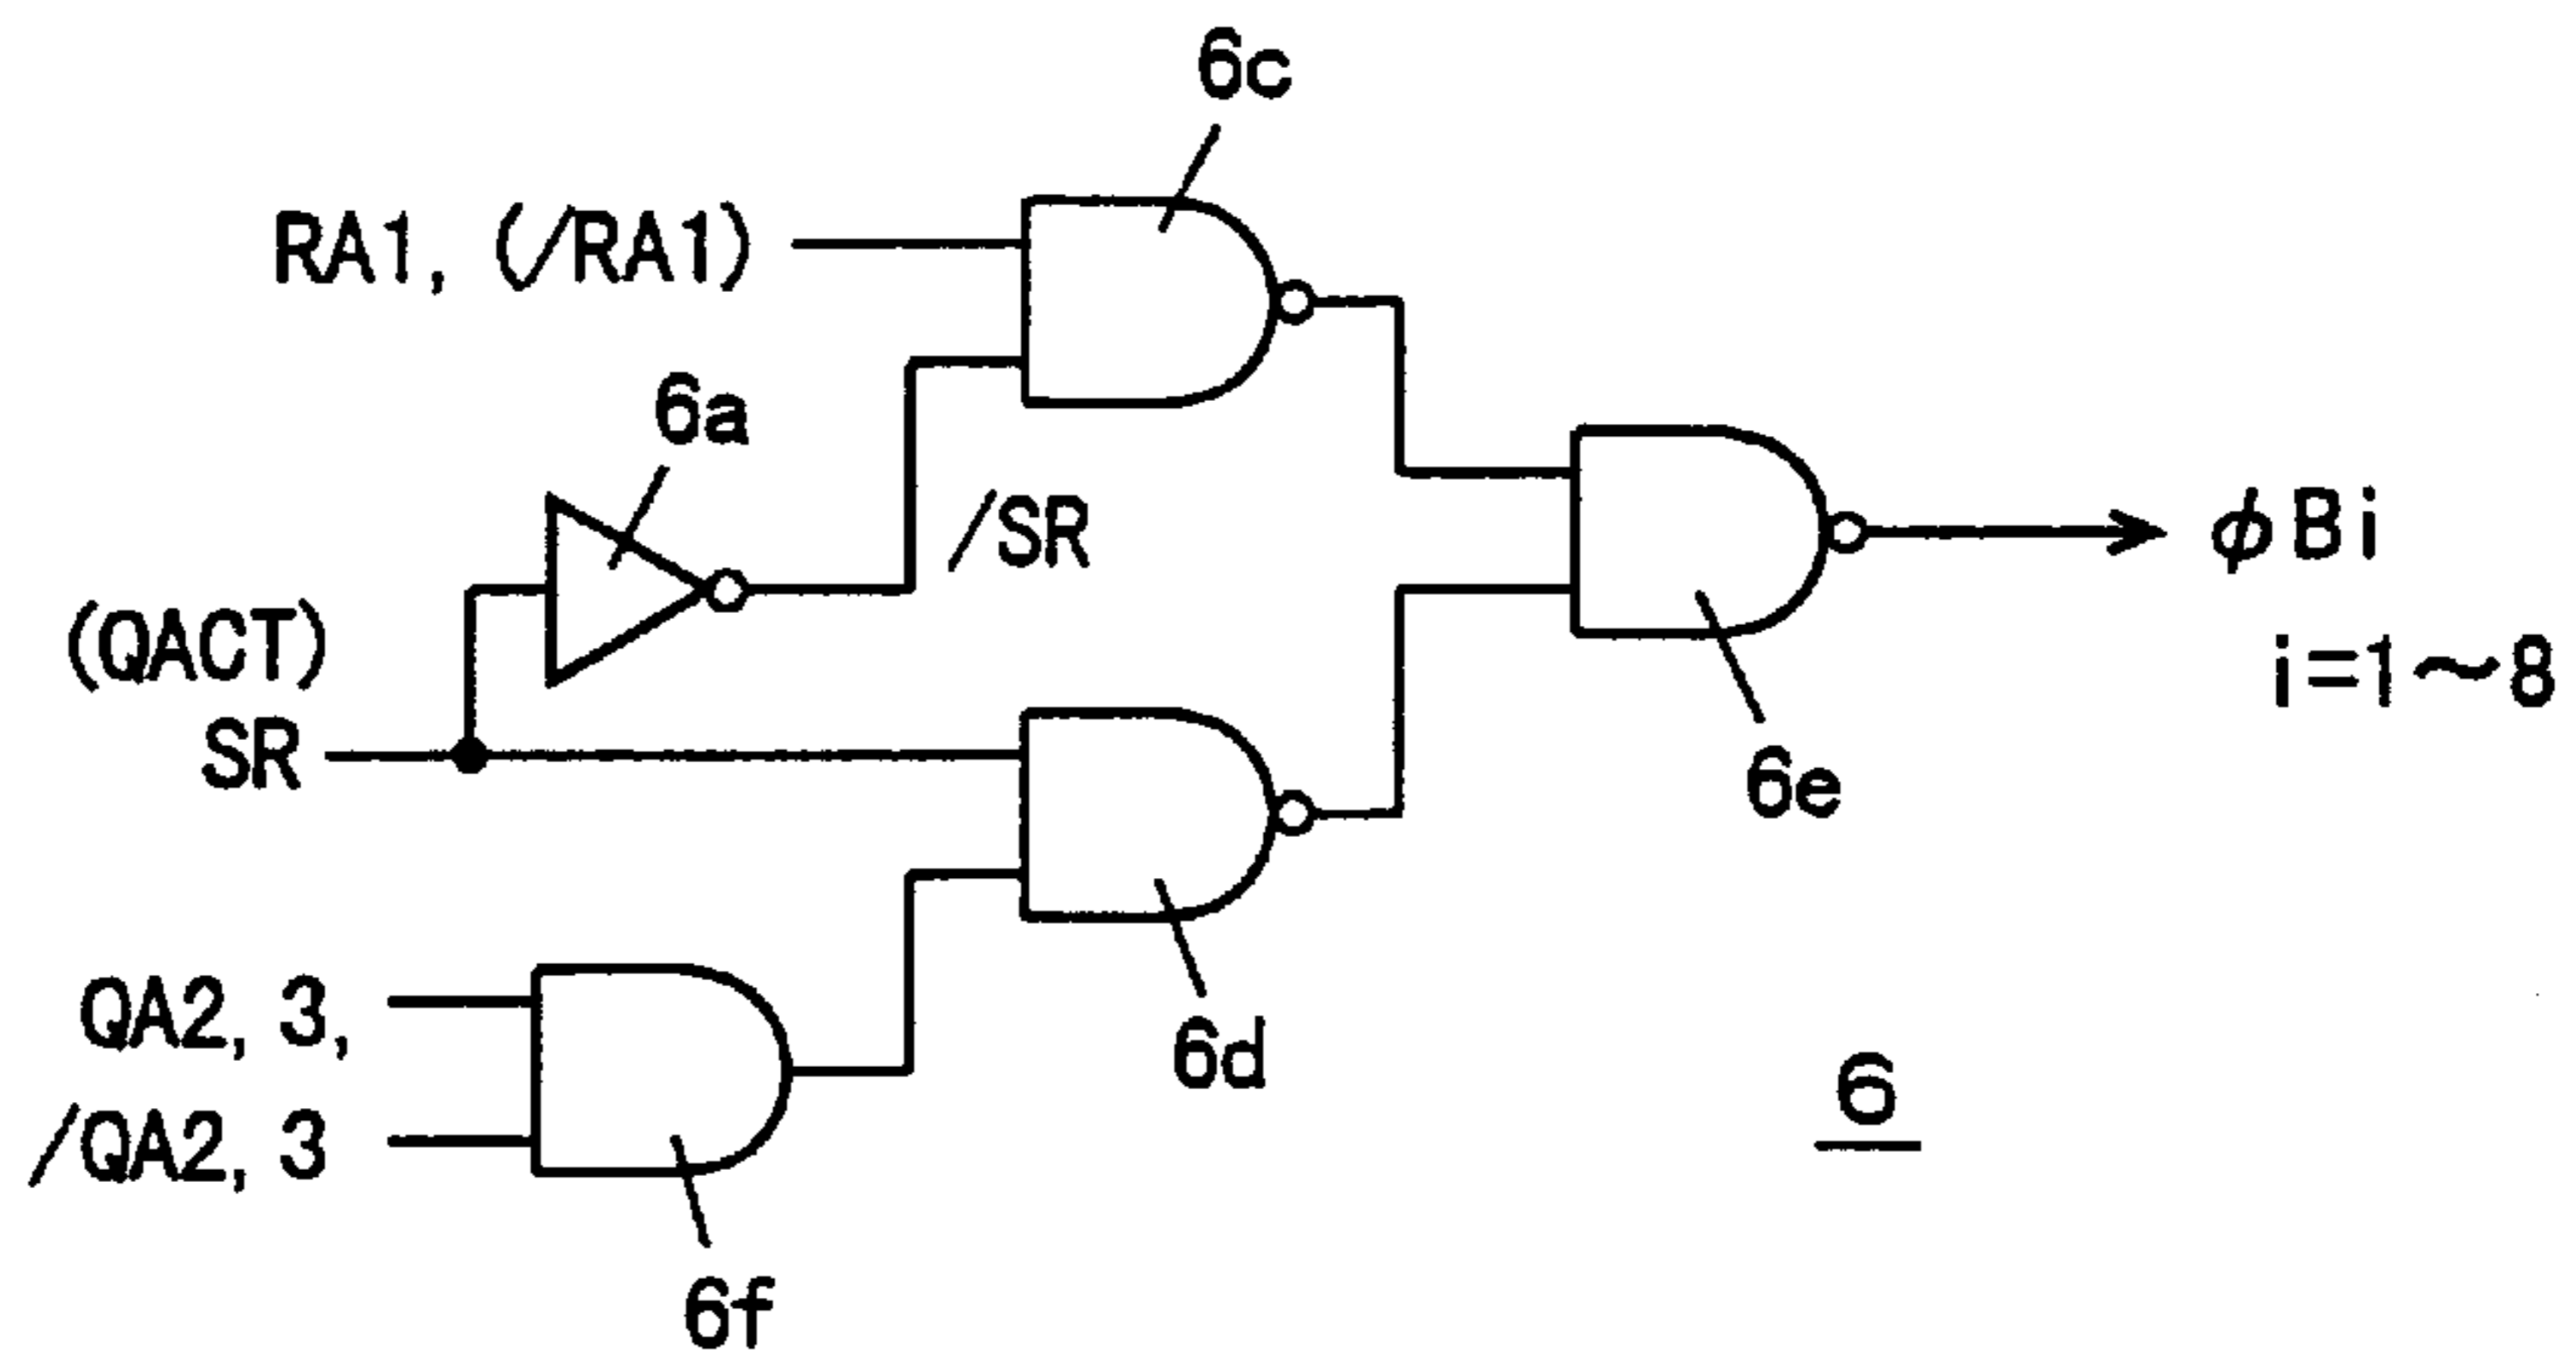 6c
RA1, (/RA1)
6a
/SR
(QACT)
SR
φBi
i=1～8
6e
QA2, 3,
/QA2, 3
6d
6
6f